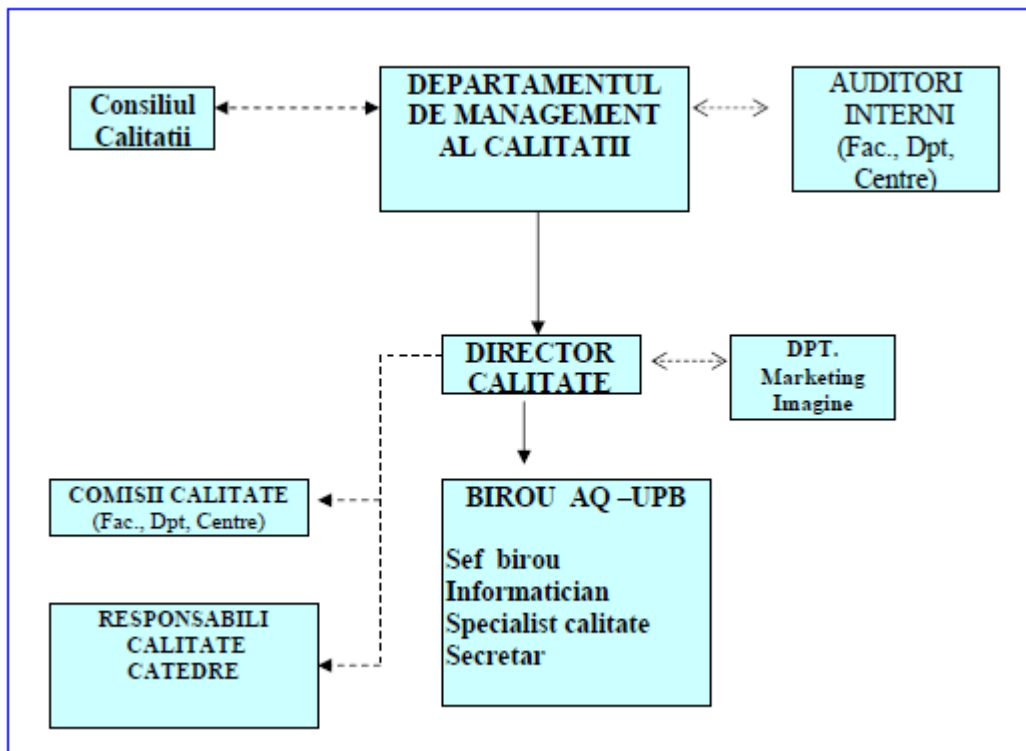 Consiliul
Calitatii
DEPARTAMENTUL
DE MANAGEMENT
AL CALITATII
AUDITORI
INTERNI
(Fac., Dpt,
Centre)
DIRECTOR
CALITATE
DPT.
Marketing
Imagine
COMISII CALITATE
(Fac., Dpt, Centre)
BIROU AQ –UPB
Sef birou
Informatician
Specialist calitate
Secretar
RESPONSABILI
CALITATE
CATEDRE